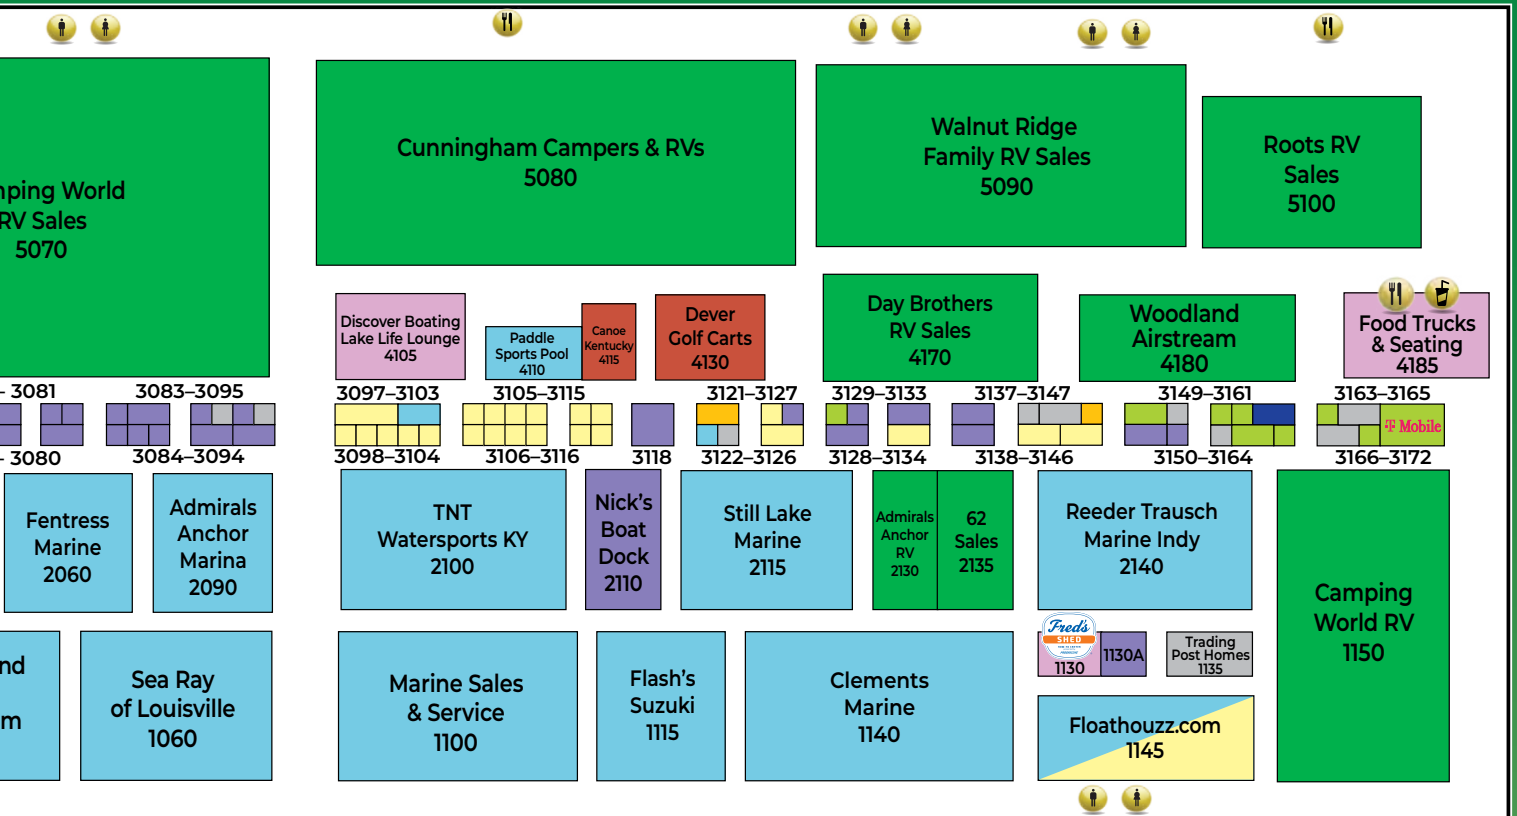 mping World
RV Sales
5070
Cunningham Campers & RVs
5080
Walnut Ridge
Family RV Sales
5090
Roots RV
Sales
5100
Discover Boating
Lake Life Lounge
4105
Paddle
Sports Pool
4110
Canoe
Kentucky
4115
Dever
Golf Carts
4130
Day Brothers
RV Sales
4170
Woodland
Airstream
4180
Food Trucks
& Seating
4185
– 3081
3083–3095
3097–3103
3105–3115
3121–3127
3129–3133
3137–3147
3149–3161
3163–3165
T Mobile
– 3080
3084–3094
3098–3104
3106–3116
3118
3122–3126
3128–3134
3138–3146
3150–3164
3166–3172
Fentress
Marine
2060
Admirals
Anchor
Marina
2090
TNT
Watersports KY
2100
Nick's
Boat
Dock
2110
Still Lake
Marine
2115
Admirals
Anchor
RV
2130
62
Sales
2135
Reeder Trausch
Marine Indy
2140
Camping
World RV
1150
nd
m
Sea Ray
of Louisville
1060
Marine Sales
& Service
1100
Flash's
Suzuki
1115
Clements
Marine
1140
Fred's
SHED
1130
1130A
Trading
Post Homes
1135
Floathouzz.com
1145